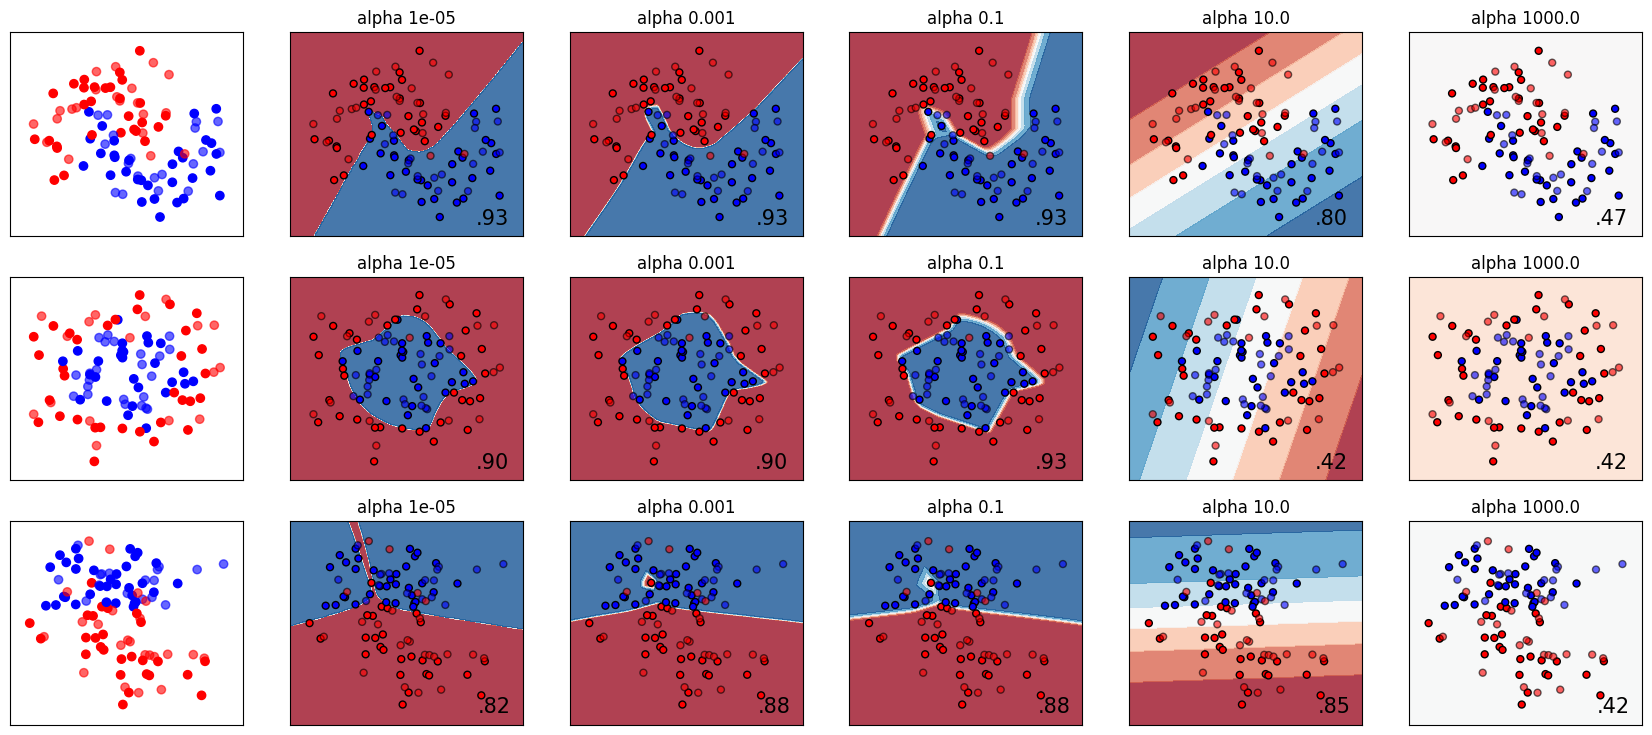 alpha 1e-05 alpha 0.001 alpha 0.1 alpha 10.0 alpha 1000.0
.93 .93 .93 .80 .47
alpha 1e-05 alpha 0.001 alpha 0.1 alpha 10.0 alpha 1000.0
.90 .90 .93 .42 .42
alpha 1e-05 alpha 0.001 alpha 0.1 alpha 10.0 alpha 1000.0
.82 .88 .88 .85 .42